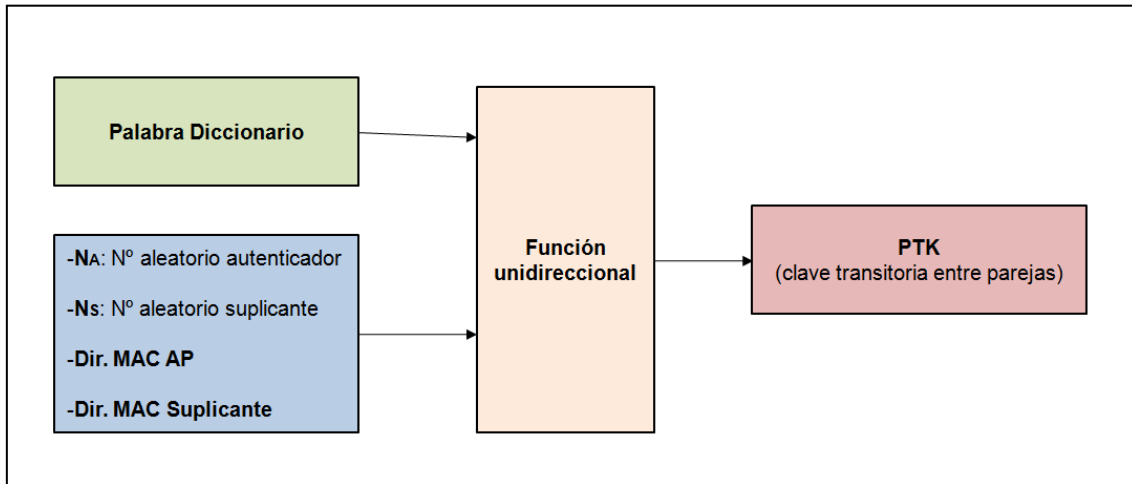 Palabra Diccionario
-NA: Nº aleatorio autenticador
-NS: Nº aleatorio suplicante
-Dir. MAC AP
-Dir. MAC Suplicante
Función
unidireccional
PTK
(clave transitoria entre parejas)